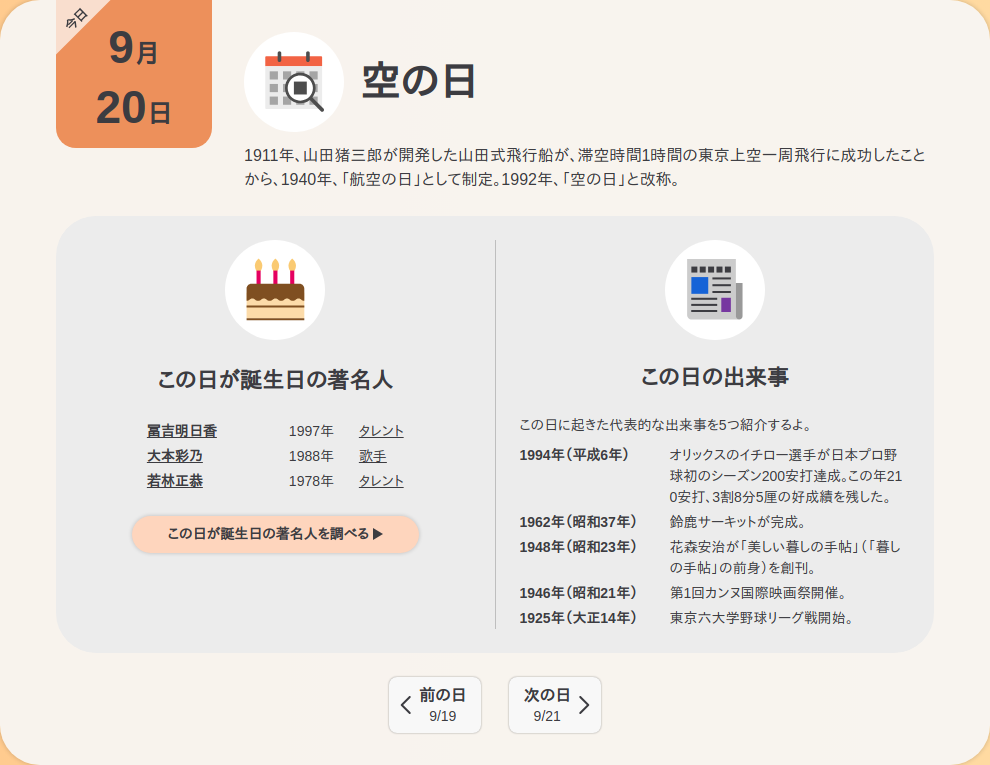 今日
9月
20日
空の日
1911年、山田猪三郎が開発した山田式飛行船が、滞空時間1時間の東京上空一周飛行に成功したこと
から、1940年、「航空の日」として制定。1992年、「空の日」と改称。
この日が誕生日の著名人
冨吉明日香 1997年 タレント
大本彩乃 1988年 歌手
若林正恭 1978年 タレント
この日が誕生日の著名人を調べる▶
この日の出来事
この日に起きた代表的な出来事を5つ紹介するよ。
1994年(平成6年) オリックスのイチロー選手が日本プロ野
球初のシーズン200安打達成。この年21
0安打、3割8分5厘の好成績を残した。
1962年(昭和37年) 鈴鹿サーキットが完成。
1948年(昭和23年) 花森安治が「美しい暮しの手帖」(「暮し
の手帖」の前身)を創刊。
1946年(昭和21年) 第1回カンヌ国際映画祭開催。
1925年(大正14年) 東京六大学野球リーグ戦開始。
前の日
9/19
次の日
9/21